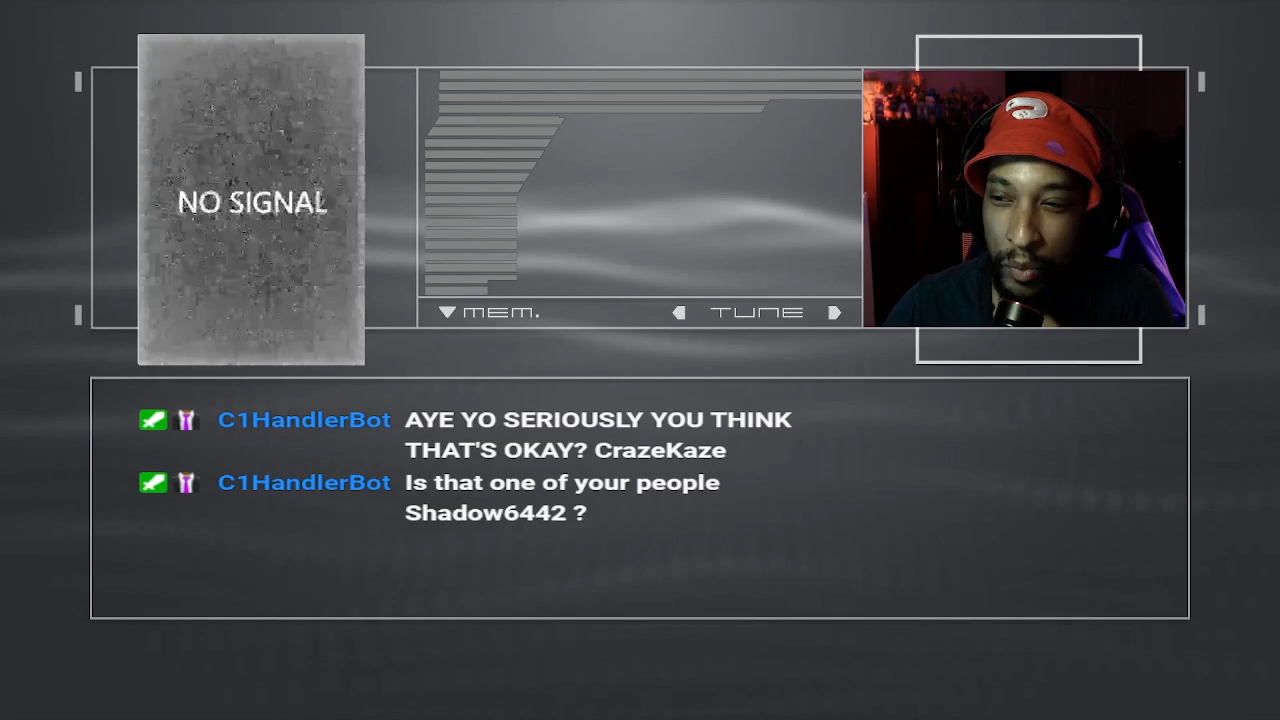 NO SIGNAL
MEM.
TUNE
C1HandlerBot AYE YO SERIOUSLY YOU THINK
THAT'S OKAY? CrazeKaze
C1HandlerBot Is that one of your people
Shadow6442 ?